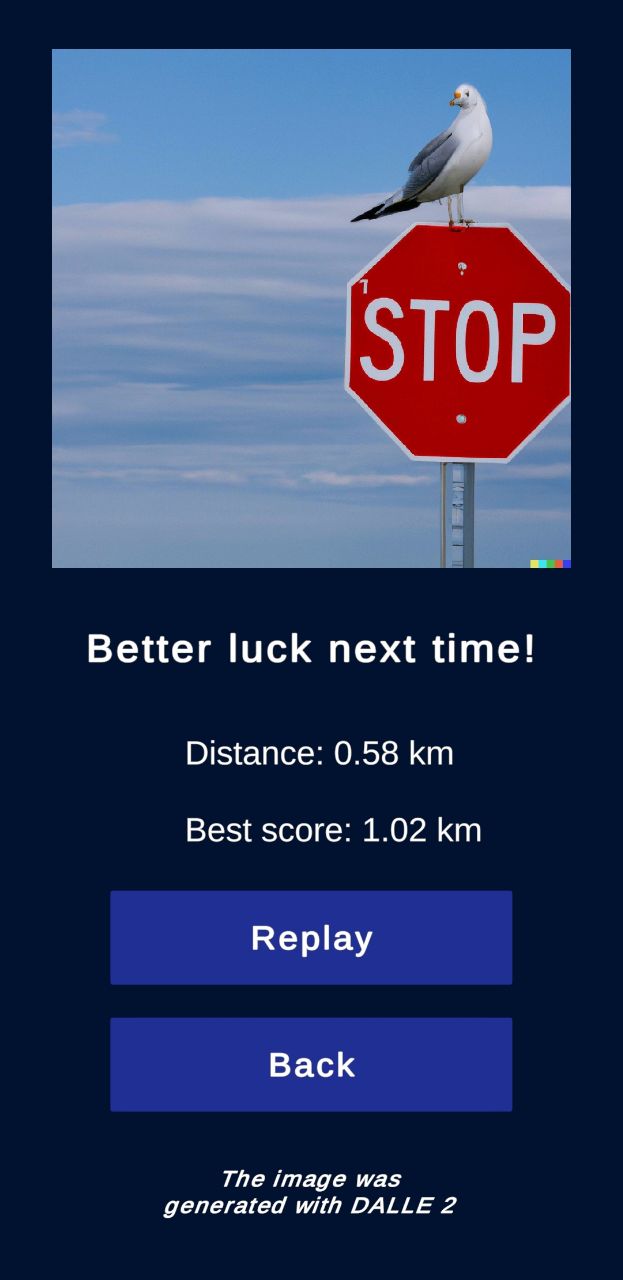 STOP
Better luck next time!
Distance: 0.58 km
Best score: 1.02 km
Replay
Back
The image was
generated with DALLE 2